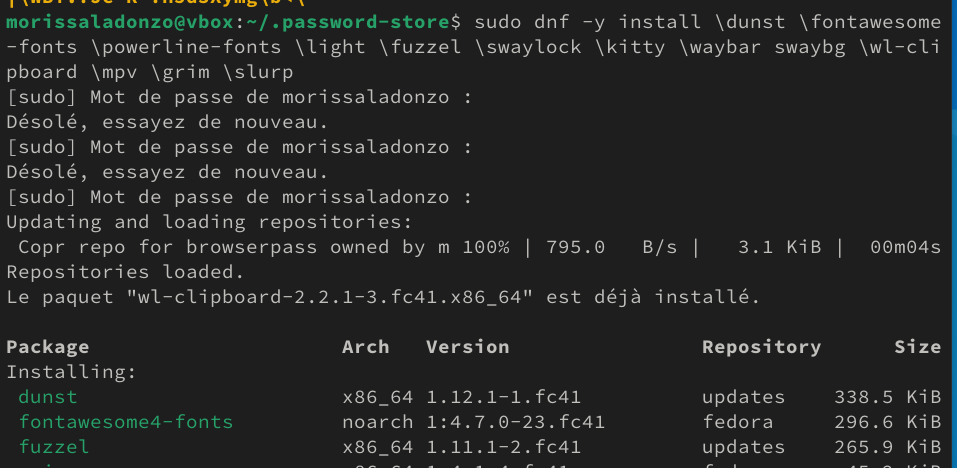 morissaladonzo@vbox:~/.password-store$ sudo dnf -y install \dunst \fontawesome
-fonts \powerline-fonts \light \fuzzel \swaylock \kitty \waybar swaybg \wl-cli
pboard \mpv \grim \slurp
[sudo] Mot de passe de morissaladonzo :
Désolé, essayez de nouveau.
[sudo] Mot de passe de morissaladonzo :
Désolé, essayez de nouveau.
[sudo] Mot de passe de morissaladonzo :
Updating and loading repositories:
Copr repo for browserpass owned by m 100% | 795.0 B/s | 3.1 KiB | 00m04s
Repositories loaded.
Le paquet "wl-clipboard-2.2.1-3.fc41.x86_64" est déjà installé.
Package Arch Version Repository Size
Installing:
dunst x86_64 1.12.1-1.fc41 updates 338.5 KiB
fontawesome4-fonts noarch 1:4.7.0-23.fc41 fedora 296.6 KiB
fuzzel x86_64 1.11.1-2.fc41 updates 265.9 KiB